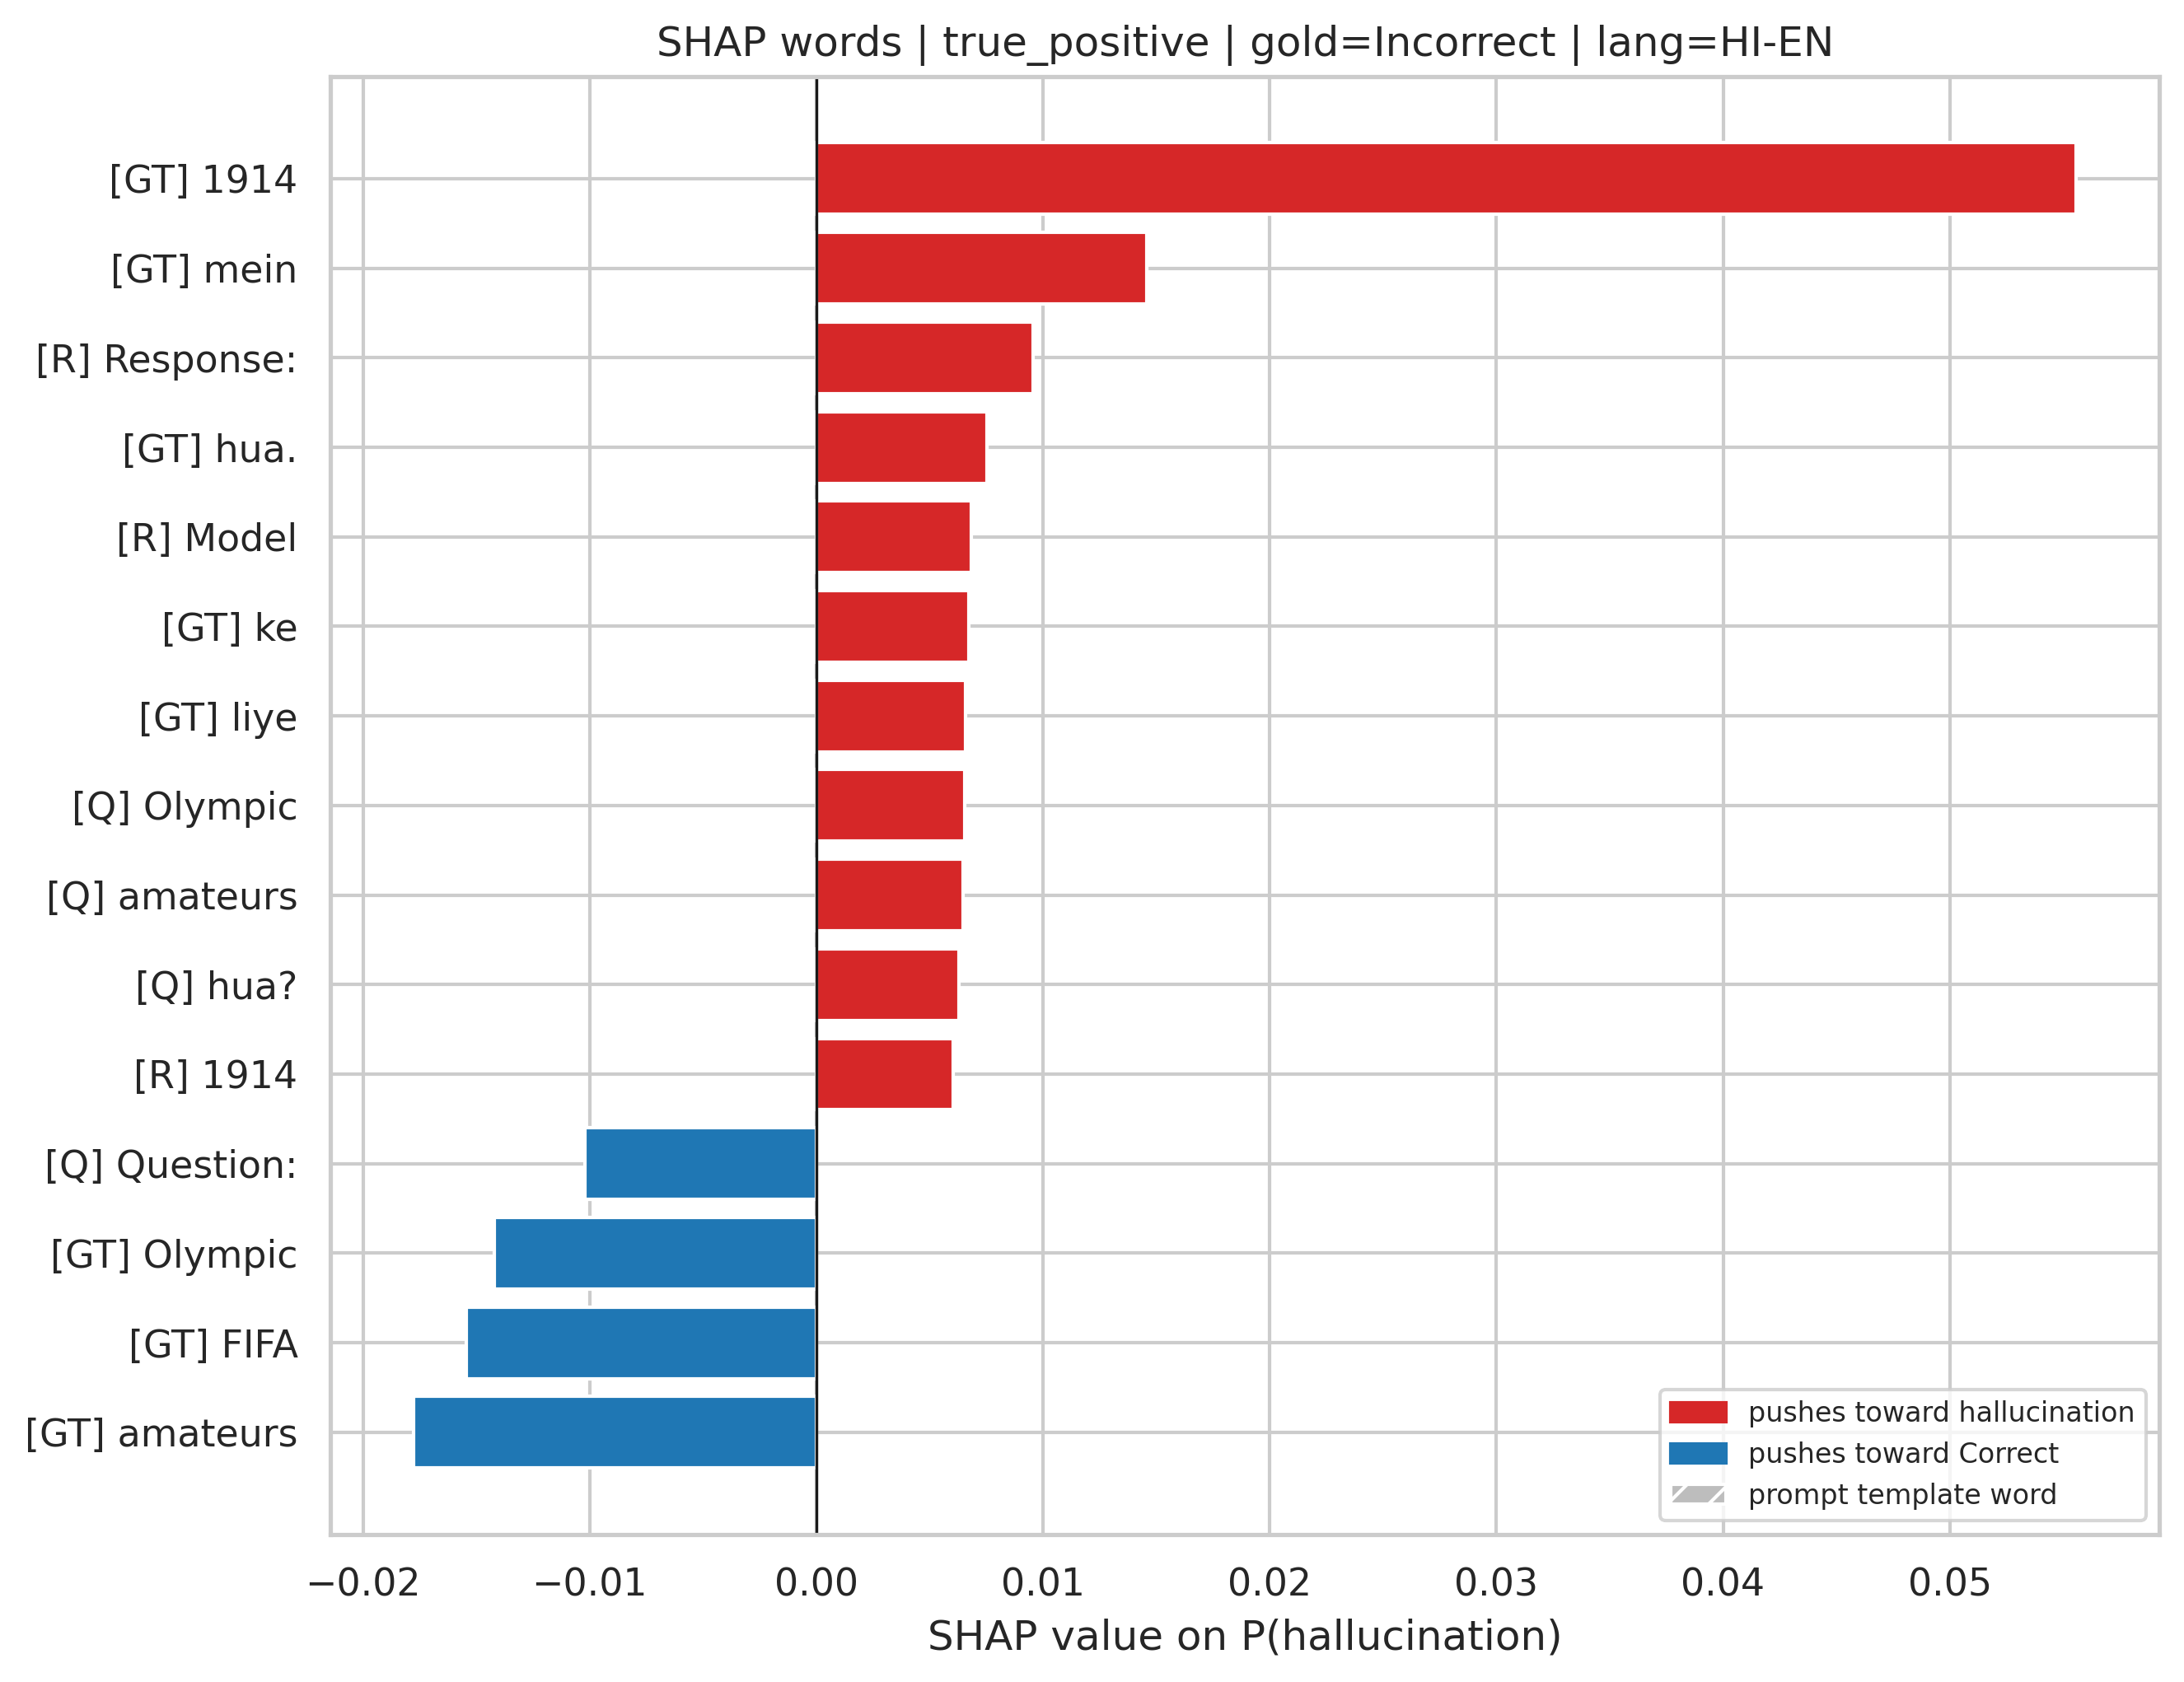 SHAP words | true_positive | gold=Incorrect | lang=HI-EN
[GT] 1914
[GT] mein
[R] Response:
[GT] hua.
[R] Model
[GT] ke
[GT] liye
[Q] Olympic
[Q] amateurs
[Q] hua?
[R] 1914
[Q] Question:
[GT] Olympic
[GT] FIFA
[GT] amateurs
pushes toward hallucination
pushes toward Correct
prompt template word
−0.02 −0.01 0.00 0.01 0.02 0.03 0.04 0.05
SHAP value on P(hallucination)